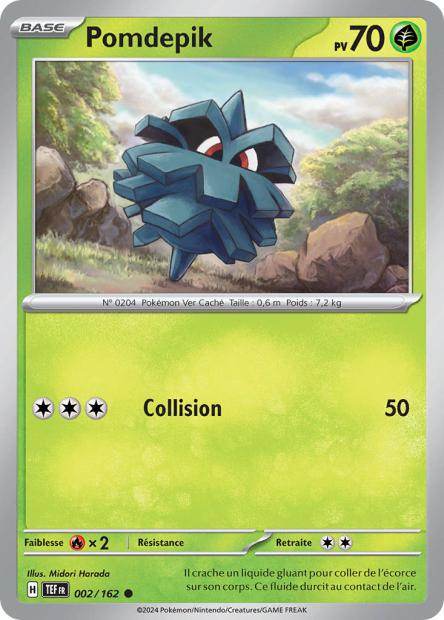 BASE
Pomdepik
PV 70
N° 0204 Pokémon Ver Caché Taille : 0,6 m Poids : 7,2 kg
Collision 50
Faiblesse ×2 Résistance Retraite
Illus. Midori Harada
H TEF FR 002/162
Il crache un liquide gluant pour coller de l'écorce
sur son corps. Ce fluide durcit au contact de l'air.
©2024 Pokémon/Nintendo/Creatures/GAME FREAK